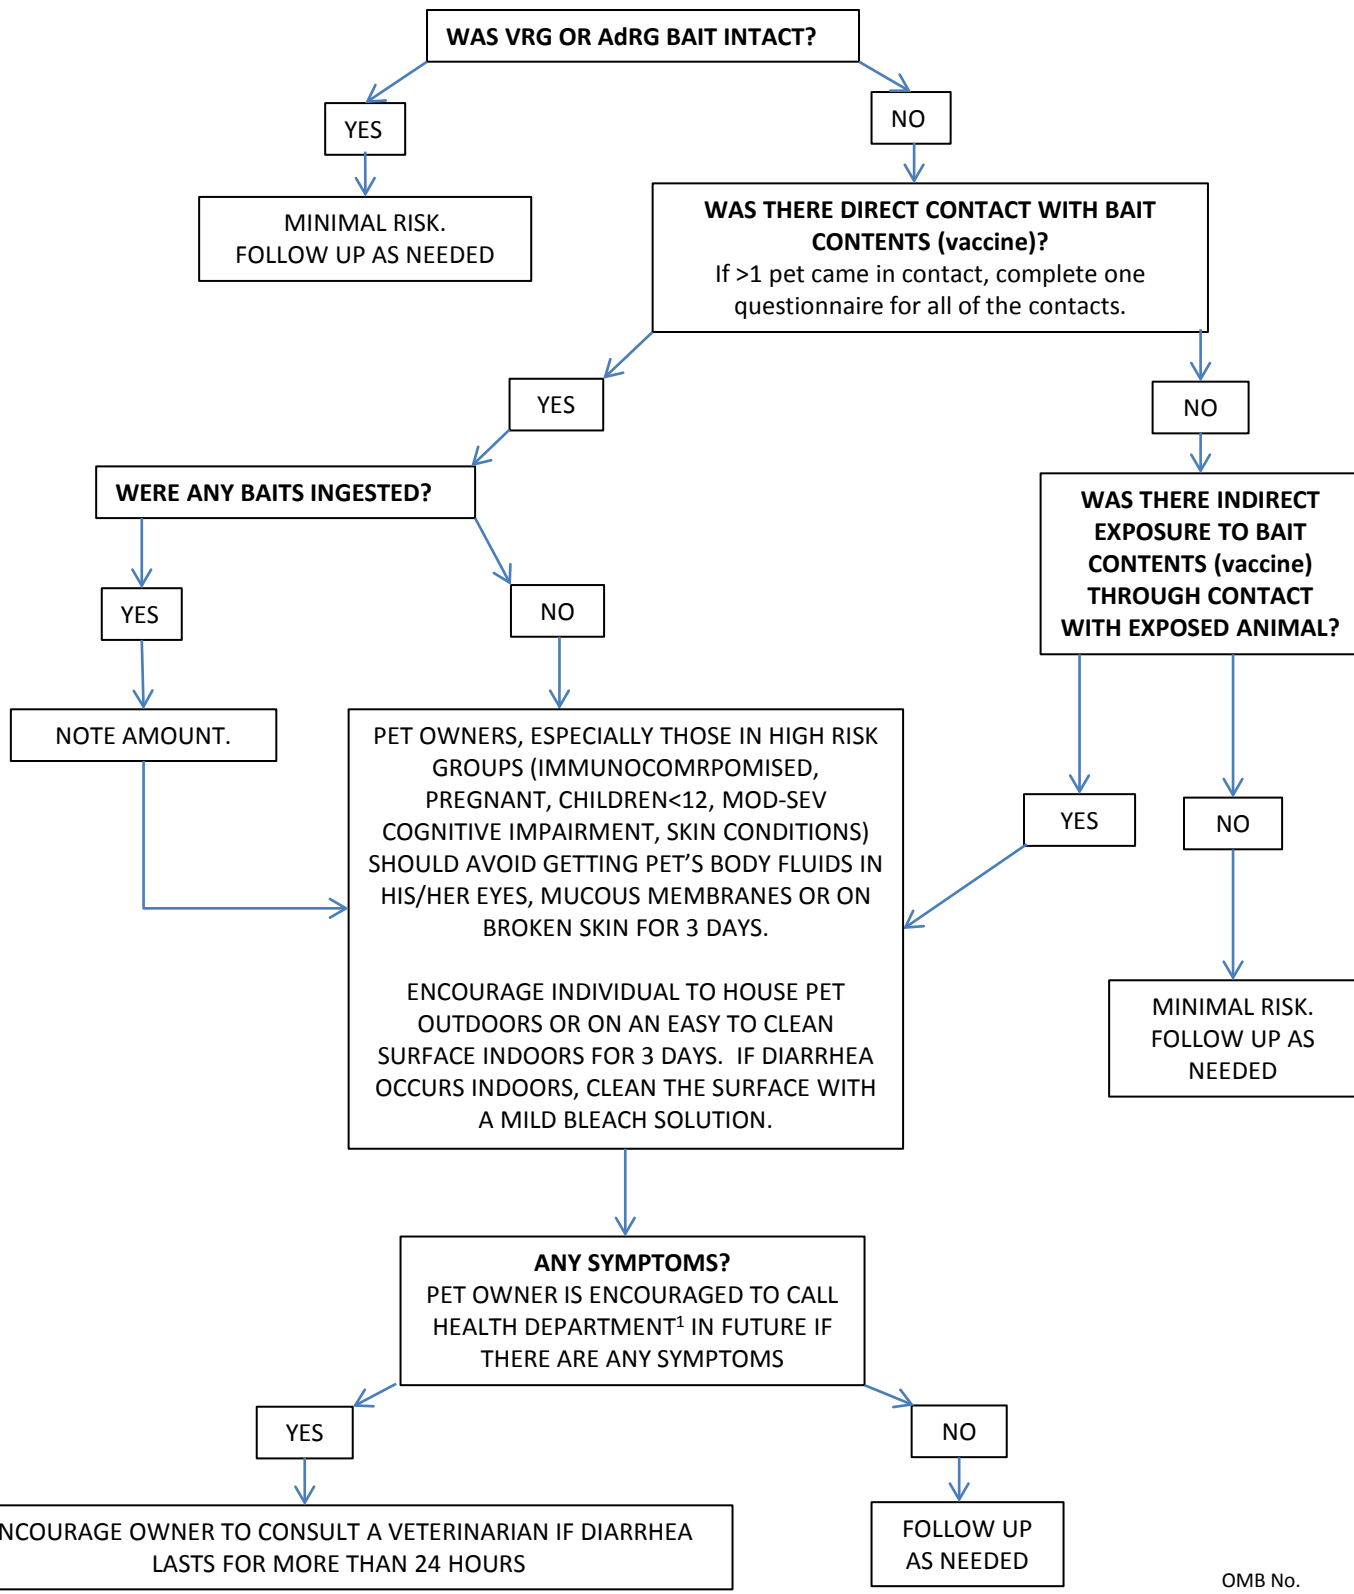 WAS VRG OR AdRG BAIT INTACT?
YES
NO
MINIMAL RISK.
FOLLOW UP AS NEEDED
WAS THERE DIRECT CONTACT WITH BAIT
CONTENTS (vaccine)?
If >1 pet came in contact, complete one
questionnaire for all of the contacts.
YES
NO
WERE ANY BAITS INGESTED?
WAS THERE INDIRECT
EXPOSURE TO BAIT
CONTENTS (vaccine)
THROUGH CONTACT
WITH EXPOSED ANIMAL?
YES
NO
NOTE AMOUNT.
PET OWNERS, ESPECIALLY THOSE IN HIGH RISK
GROUPS (IMMUNOCOMRPOMISED,
PREGNANT, CHILDREN<12, MOD-SEV
COGNITIVE IMPAIRMENT, SKIN CONDITIONS)
SHOULD AVOID GETTING PET’S BODY FLUIDS IN
HIS/HER EYES, MUCOUS MEMBRANES OR ON
BROKEN SKIN FOR 3 DAYS.
ENCOURAGE INDIVIDUAL TO HOUSE PET
OUTDOORS OR ON AN EASY TO CLEAN
SURFACE INDOORS FOR 3 DAYS.  IF DIARRHEA
OCCURS INDOORS, CLEAN THE SURFACE WITH
A MILD BLEACH SOLUTION.
YES
NO
MINIMAL RISK.
FOLLOW UP AS
NEEDED
ANY SYMPTOMS?
PET OWNER IS ENCOURAGED TO CALL
HEALTH DEPARTMENT¹ IN FUTURE IF
THERE ARE ANY SYMPTOMS
YES
NO
NCOURAGE OWNER TO CONSULT A VETERINARIAN IF DIARRHEA
LASTS FOR MORE THAN 24 HOURS
FOLLOW UP
AS NEEDED
OMB No.